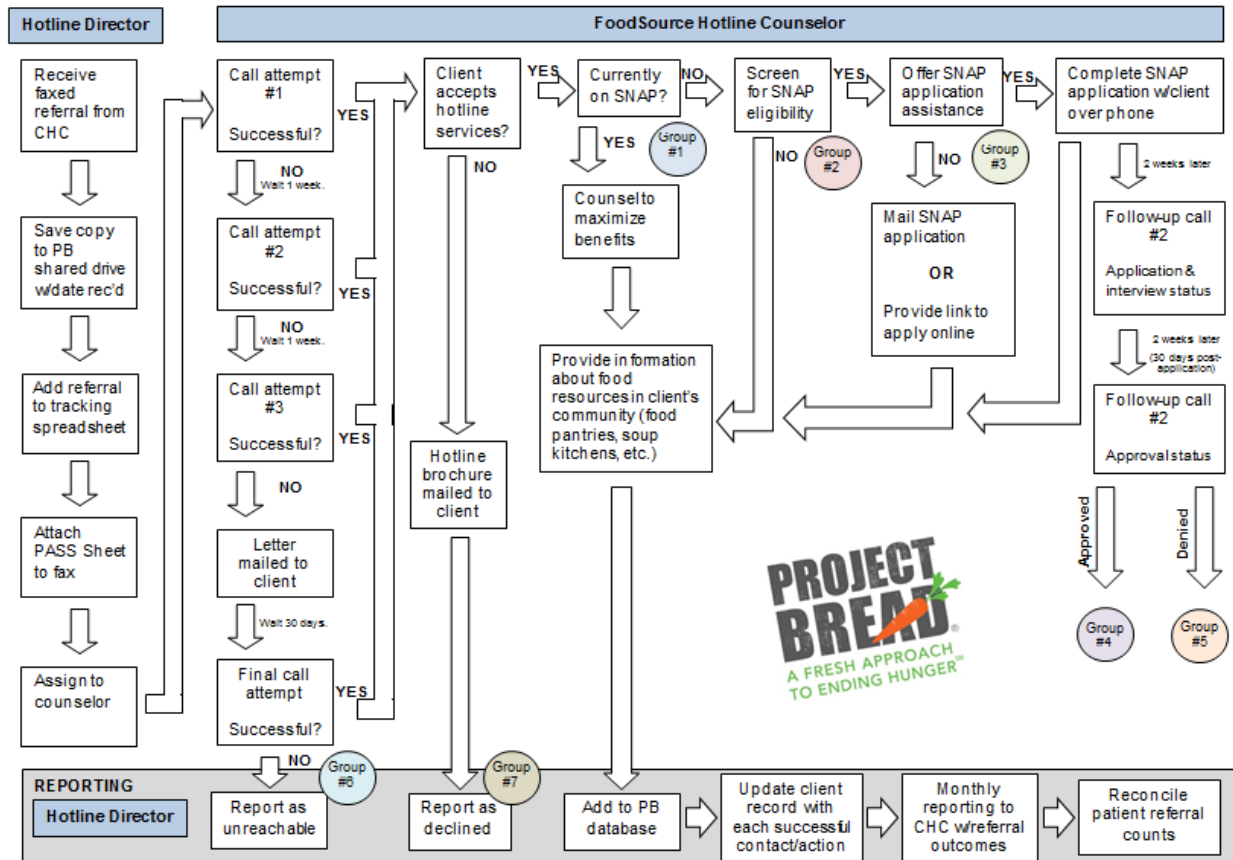 Hotline Director
FoodSource Hotline Counselor
Receive
faxed
referral from
CHC
Save copy
to PB
shared drive
w/date rec'd
Add referral
to tracking
spreadsheet
Attach
PASS Sheet
to fax
Assign to
counselor
Call attempt
#1
Successful?
YES
NO
Wait 1 week.
Call attempt
#2
Successful?
YES
NO
Wait 1 week.
Call attempt
#3
Successful?
YES
NO
Letter
mailed to
client
Wait 30 days.
Final call
attempt
Successful?
YES
NO
Group
#6
Client
accepts
hotline
services?
YES
NO
Hotline
brochure
mailed to
client
Group
#7
Currently
on SNAP?
NO
YES
Group
#1
Counsel to
maximize
benefits
Provide information
about food
resources in client's
community (food
pantries, soup
kitchens, etc.)
Screen
for SNAP
eligibility
YES
NO
Group
#2
Offer SNAP
application
assistance
YES
NO
Group
#3
Mail SNAP
application
OR
Provide link to
apply online
Complete SNAP
application w/client
over phone
2 weeks later
Follow-up call
#2
Application &
interview status
2 weeks later
(30 days post-
application)
Follow-up call
#2
Approval status
Approved
Denied
Group
#4
Group
#5
PROJECT
BREAD®
A FRESH APPROACH
TO ENDING HUNGER℠
REPORTING
Hotline Director
Report as
unreachable
Report as
declined
Add to PB
database
Update client
record with
each successful
contact/action
Monthly
reporting to
CHC w/referral
outcomes
Reconcile
patient referral
counts